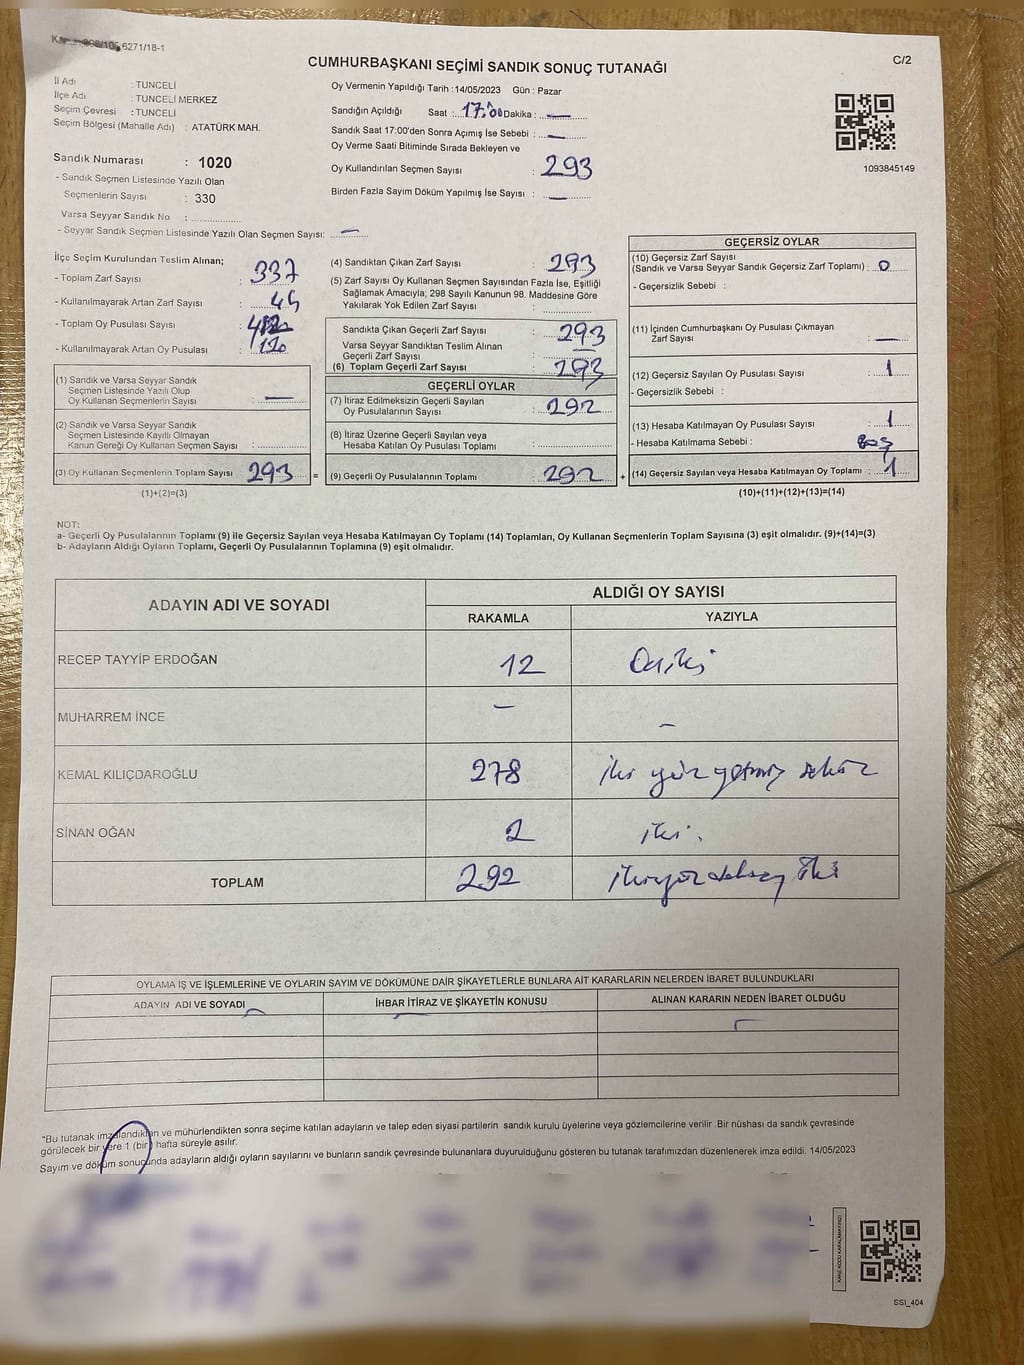 6271/18-1
C/2
CUMHURBAŞKANI SEÇİMİ SANDIK SONUÇ TUTANAĞI
İl Adı : TUNCELİ
İlçe Adı : TUNCELİ MERKEZ
Seçim Çevresi : TUNCELİ
Seçim Bölgesi (Mahalle Adı) : ATATÜRK MAH.
Oy Vermenin Yapıldığı Tarih : 14/05/2023 Gün : Pazar
Sandığın Açıldığı Saat : 17:00 Dakika : —
Sandık Saat 17:00'den Sonra Açımış İse Sebebi : —
Oy Verme Saati Bitiminde Sırada Bekleyen ve
Oy Kullandırılan Seçmen Sayısı : 293
Birden Fazla Sayım Döküm Yapılmış İse Sayısı : —
1093845149
Sandık Numarası : 1020
- Sandık Seçmen Listesinde Yazılı Olan
Seçmenlerin Sayısı : 330
Varsa Seyyar Sandık No :
- Seyyar Sandık Seçmen Listesinde Yazılı Olan Seçmen Sayısı: —
İlçe Seçim Kurulundan Teslim Alınan;
- Toplam Zarf Sayısı : 337
- Kullanılmayarak Artan Zarf Sayısı : 44
- Toplam Oy Pusulası Sayısı :
- Kullanılmayarak Artan Oy Pusulası : 120
(1) Sandık ve Varsa Seyyar Sandık
Seçmen Listesinde Yazılı Olup
Oy Kullanan Seçmenlerin Sayısı : —
(2) Sandık ve Varsa Seyyar Sandık
Seçmen Listesinde Kayıtlı Olmayan
Kanun Gereği Oy Kullanan Seçmen Sayısı :
(3) Oy Kullanan Seçmenlerin Toplam Sayısı 293 =
(1)+(2)=(3)
(4) Sandıktan Çıkan Zarf Sayısı : 293
(5) Zarf Sayısı Oy Kullanan Seçmen Sayısından Fazla İse, Eşitliği
Sağlamak Amacıyla; 298 Sayılı Kanunun 98. Maddesine Göre
Yakılarak Yok Edilen Zarf Sayısı :
Sandıkta Çıkan Geçerli Zarf Sayısı : 293
Varsa Seyyar Sandıktan Teslim Alınan
Geçerli Zarf Sayısı : —
(6) Toplam Geçerli Zarf Sayısı : 293
GEÇERLİ OYLAR
(7) İtiraz Edilmeksizin Geçerli Sayılan
Oy Pusulalarının Sayısı : 292
(8) İtiraz Üzerine Geçerli Sayılan veya
Hesaba Katılan Oy Pusulası Toplamı :
(9) Geçerli Oy Pusulalarının Toplamı : 292 +
GEÇERSİZ OYLAR
(10) Geçersiz Zarf Sayısı
(Sandık ve Varsa Seyyar Sandık Geçersiz Zarf Toplamı) : 0
- Geçersizlik Sebebi :
(11) İçinden Cumhurbaşkanı Oy Pusulası Çıkmayan
Zarf Sayısı : —
(12) Geçersiz Sayılan Oy Pusulası Sayısı : 1
- Geçersizlik Sebebi :
(13) Hesaba Katılmayan Oy Pusulası Sayısı : 1
- Hesaba Katılmama Sebebi : Boş
(14) Geçersiz Sayılan veya Hesaba Katılmayan Oy Toplamı : 1
(10)+(11)+(12)+(13)=(14)
NOT:
a- Geçerli Oy Pusulalarının Toplamı (9) ile Geçersiz Sayılan veya Hesaba Katılmayan Oy Toplamı (14) Toplamları, Oy Kullanan Seçmenlerin Toplam Sayısına (3) eşit olmalıdır. (9)+(14)=(3)
b- Adayların Aldığı Oyların Toplamı, Geçerli Oy Pusulalarının Toplamına (9) eşit olmalıdır.
ADAYIN ADI VE SOYADI ALDIĞI OY SAYISI
RAKAMLA YAZIYLA
RECEP TAYYİP ERDOĞAN 12 Oniki
MUHARREM İNCE — —
KEMAL KILIÇDAROĞLU 278 iki yüz yetmiş sekiz
SİNAN OĞAN 2 iki.
TOPLAM 292 ikiyüz doksan iki
OYLAMA İŞ VE İŞLEMLERİNE VE OYLARIN SAYIM VE DÖKÜMÜNE DAİR ŞİKAYETLERLE BUNLARA AİT KARARLARIN NELERDEN İBARET BULUNDUKLARI
ADAYIN ADI VE SOYADI İHBAR İTİRAZ VE ŞİKAYETİN KONUSU ALINAN KARARIN NEDEN İBARET OLDUĞU
*Bu tutanak imzalandıktan ve mühürlendikten sonra seçime katılan adayların ve talep eden siyasi partilerin sandık kurulu üyelerine veya gözlemcilerine verilir .Bir nüshası da sandık çevresinde
görülecek bir yere 1 (bir) hafta süreyle asılır.
Sayım ve döküm sonucunda adayların aldığı oyların sayılarını ve bunların sandık çevresinde bulunanlara duyurulduğunu gösteren bu tutanak tarafımızdan düzenlenerek imza edildi. 14/05/2023
SSI_404